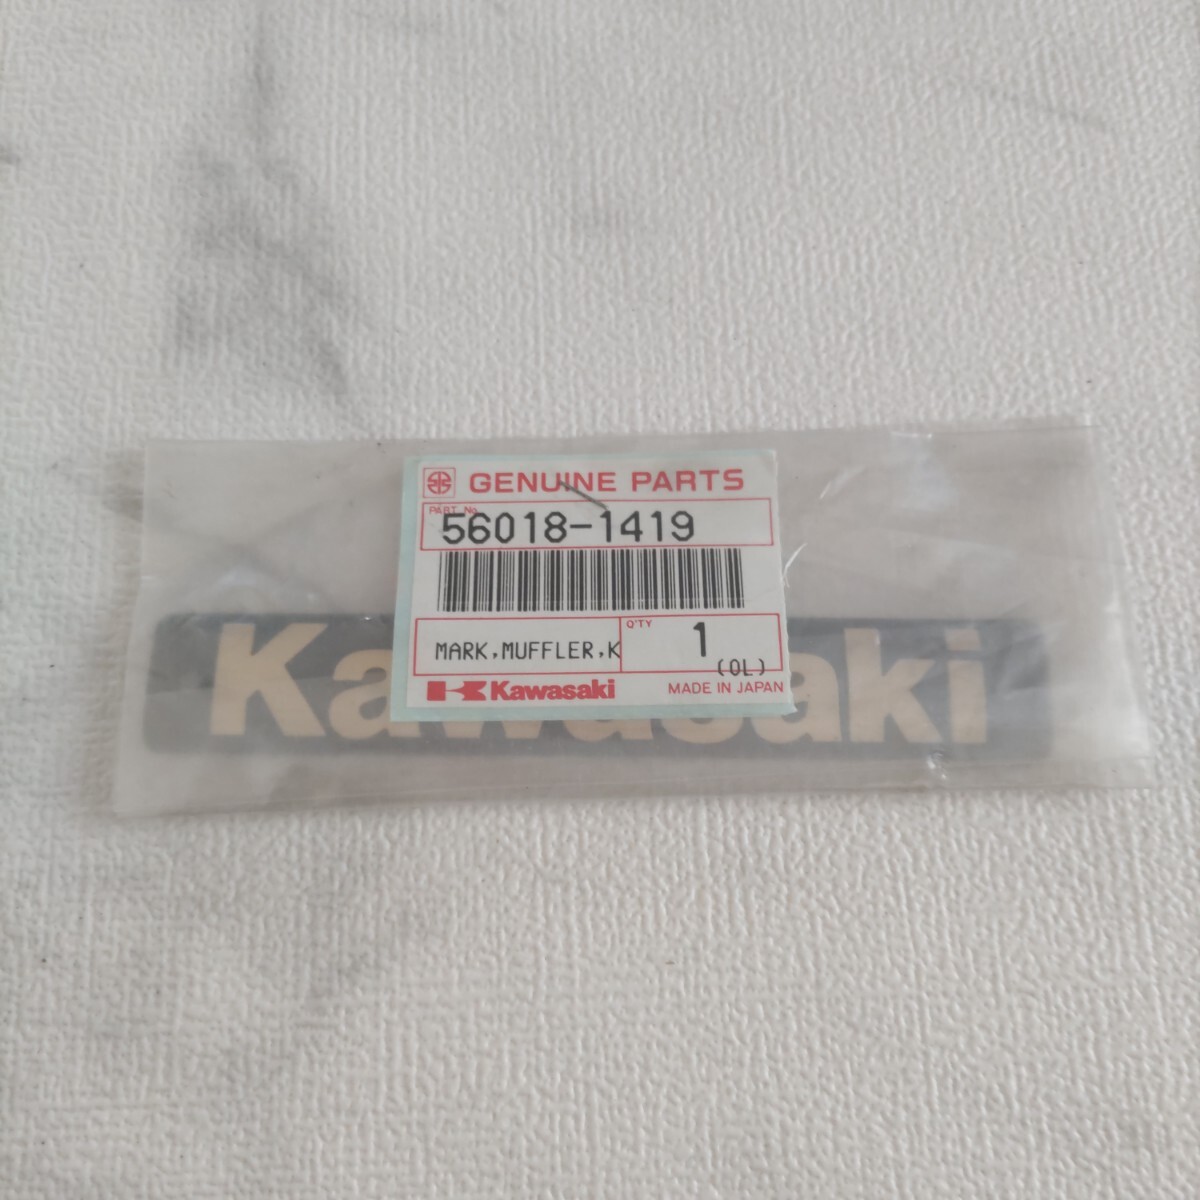 GENUINE PARTS
PART No.
56018-1419
MARK,MUFFLER,K
Q'TY
1
(OL)
Kawasaki
MADE IN JAPAN
Kawasaki